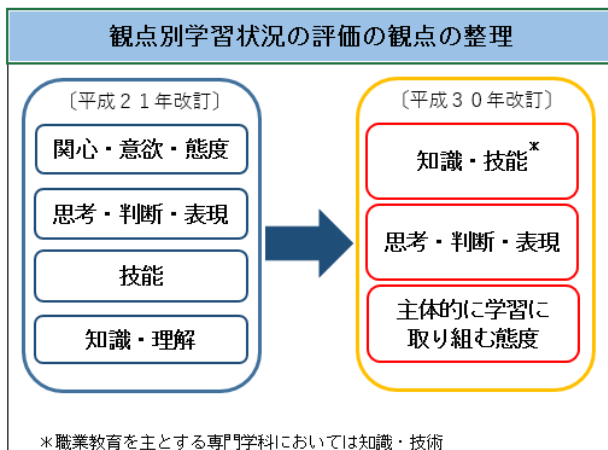 観点別学習状況の評価の観点の整理
〔平成２１年改訂〕
関心・意欲・態度
思考・判断・表現
技能
知識・理解
〔平成３０年改訂〕
知識・技能*
思考・判断・表現
主体的に学習に
取り組む態度
*職業教育を主とする専門学科においては知識・技術